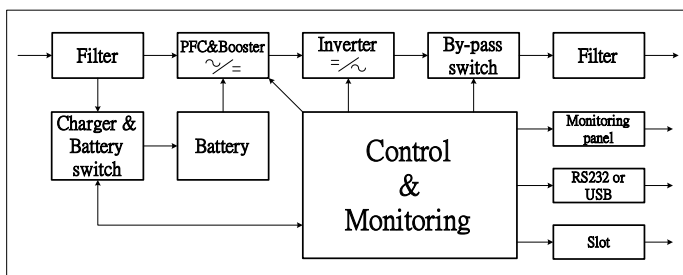 Filter
PFC&Booster
Inverter
By-pass
switch
Filter
Charger &
Battery
switch
Battery
Control
&
Monitoring
Monitoring
panel
RS232 or
USB
Slot